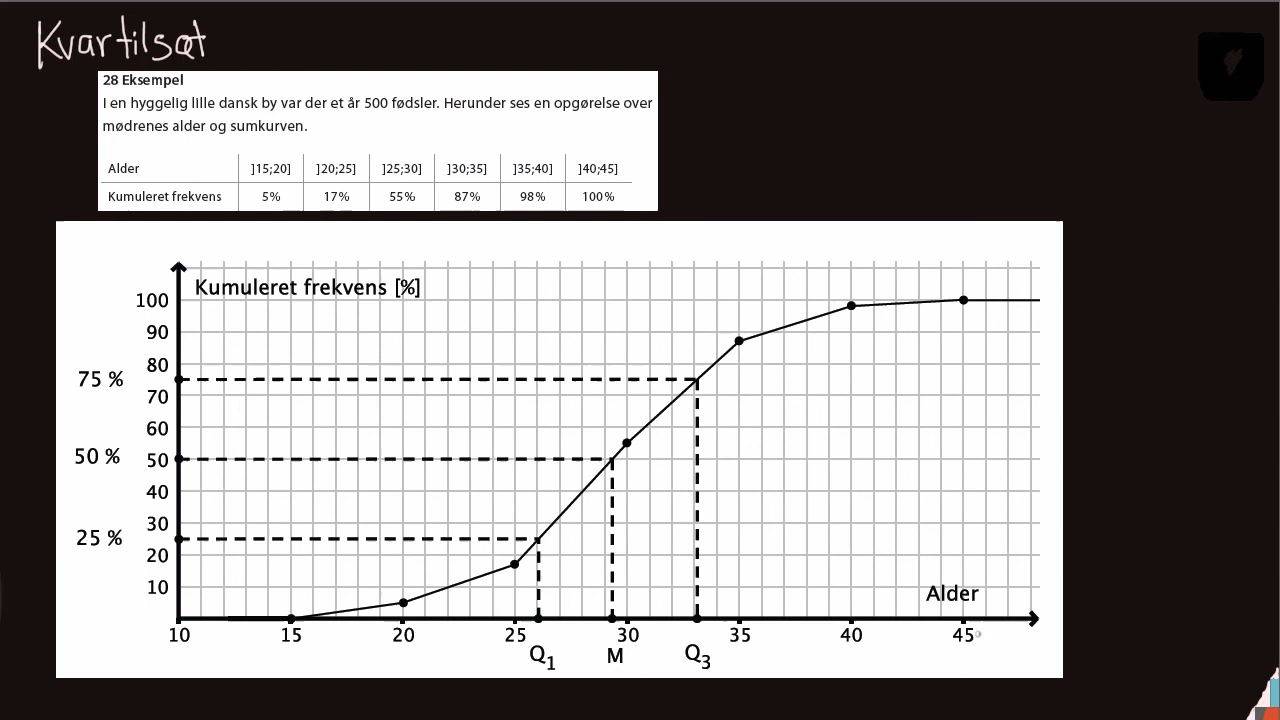 Kvartilsæt
28 Eksempel
I en hyggelig lille dansk by var der et år 500 fødsler. Herunder ses en opgørelse over
mødrenes alder og sumkurven.
Alder ]15;20] ]20;25] ]25;30] ]30;35] ]35;40] ]40;45]
Kumuleret frekvens 5% 17% 55% 87% 98% 100%
Kumuleret frekvens [%]
100
90
80
75 %
70
60
50 % 50
40
30
25 %
20
10
Alder
10 15 20 25 30 35 40 45
Q1 M Q3